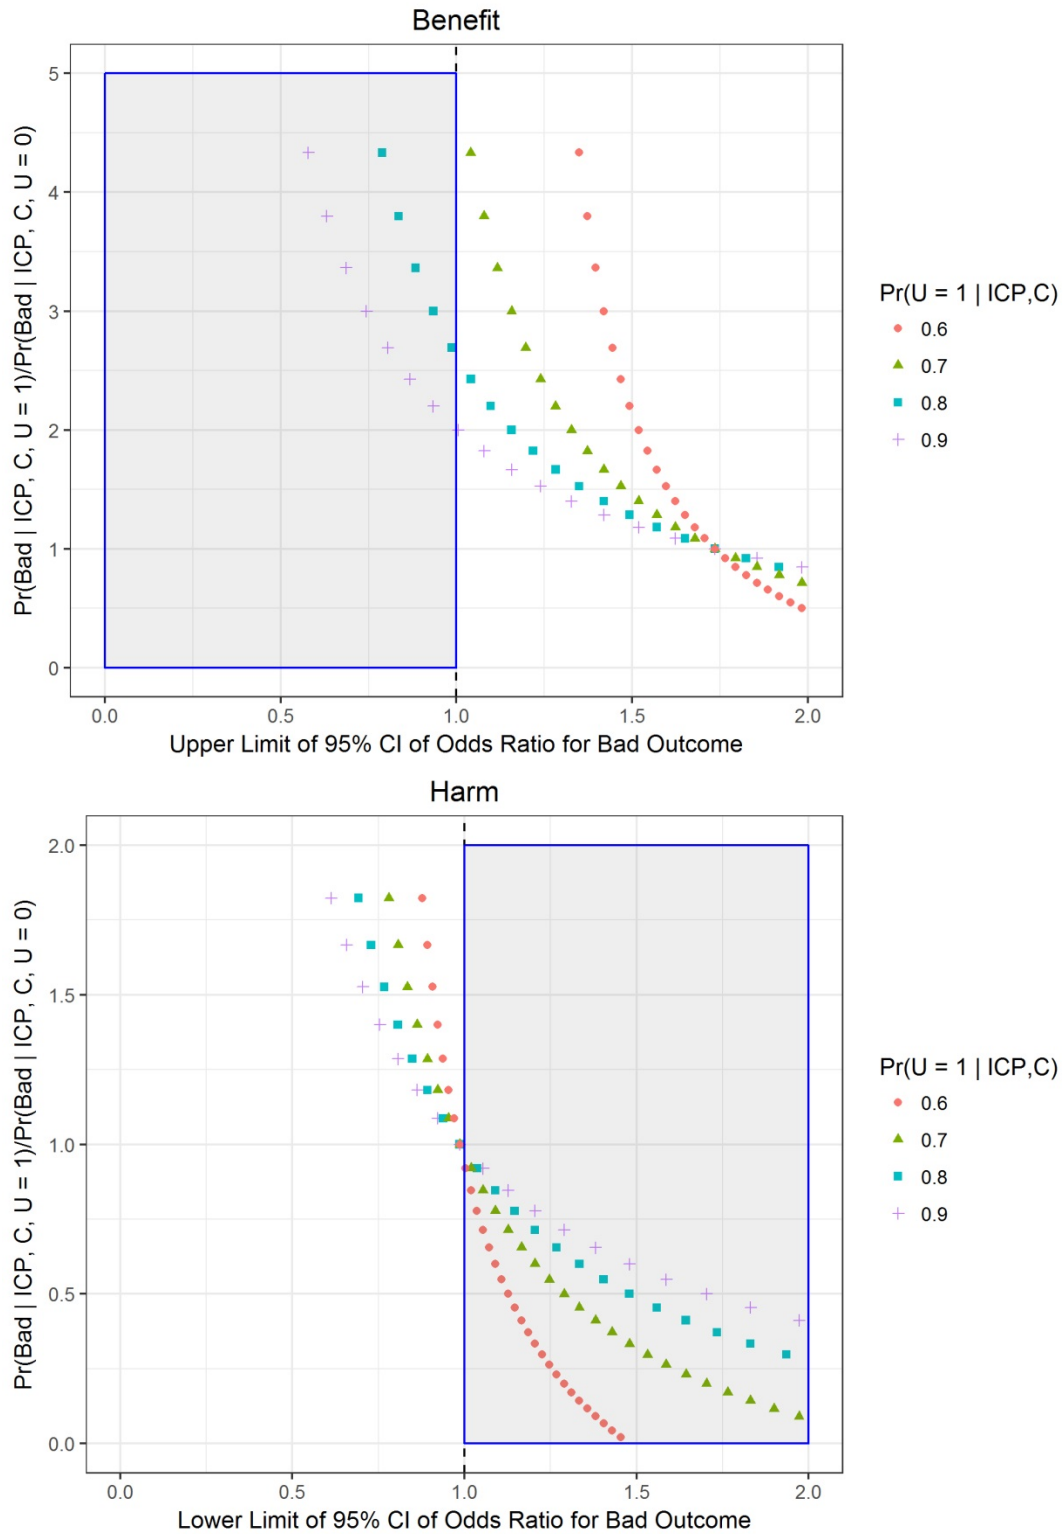 Benefit
Pr(Bad | ICP, C, U = 1)/Pr(Bad | ICP, C, U = 0)
5
4
3
2
1
0
0.0 0.5 1.0 1.5 2.0
Upper Limit of 95% CI of Odds Ratio for Bad Outcome
Pr(U = 1 | ICP,C)
0.6
0.7
0.8
0.9
Harm
Pr(Bad | ICP, C, U = 1)/Pr(Bad | ICP, C, U = 0)
2.0
1.5
1.0
0.5
0.0
0.0 0.5 1.0 1.5 2.0
Lower Limit of 95% CI of Odds Ratio for Bad Outcome
Pr(U = 1 | ICP,C)
0.6
0.7
0.8
0.9